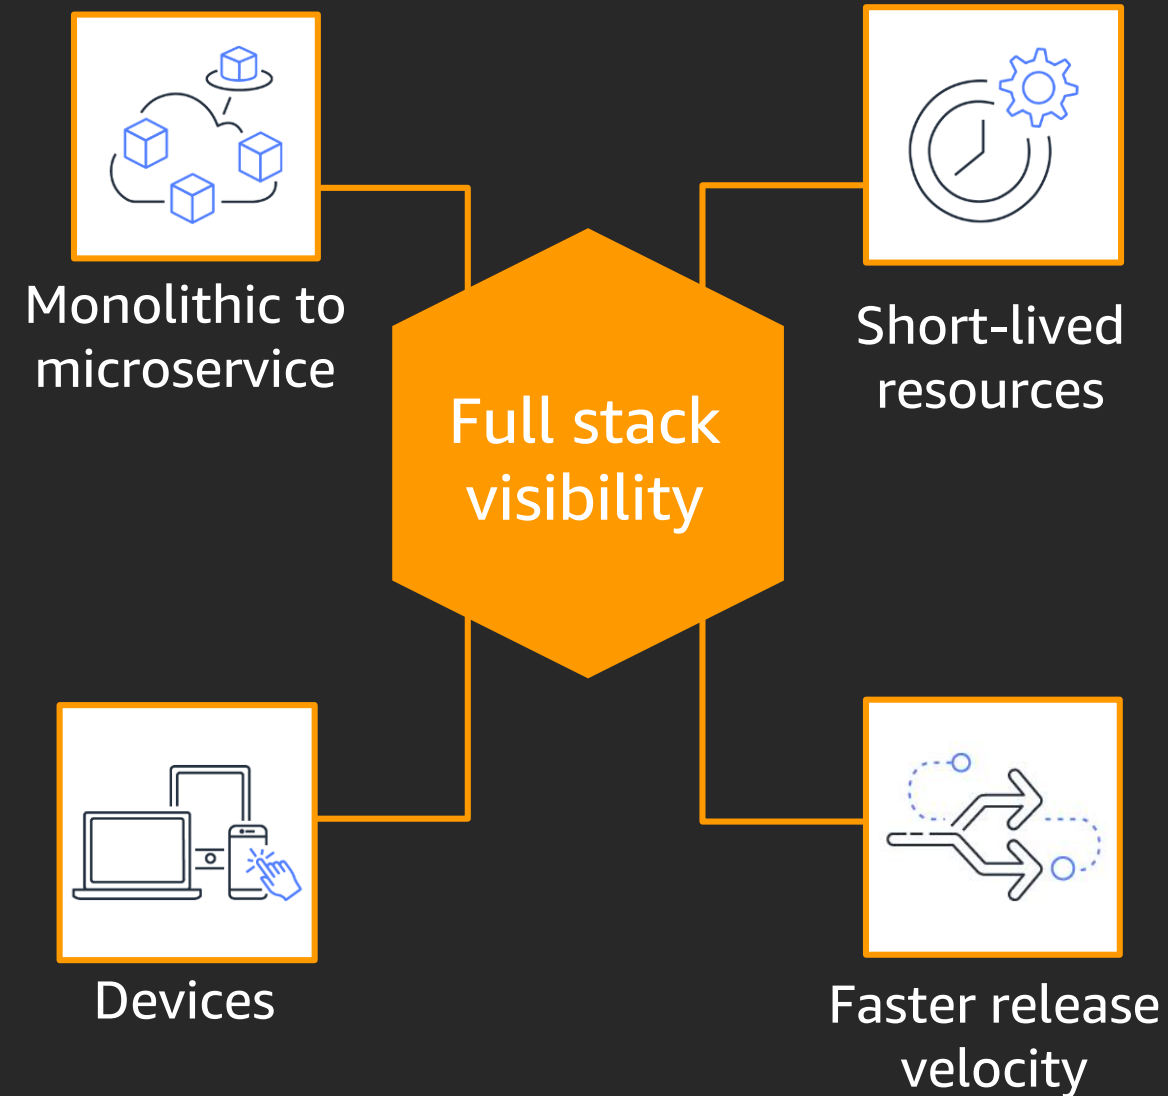 Monolithic to
microservice
Short-lived
resources
Full stack
visibility
Devices
Faster release
velocity